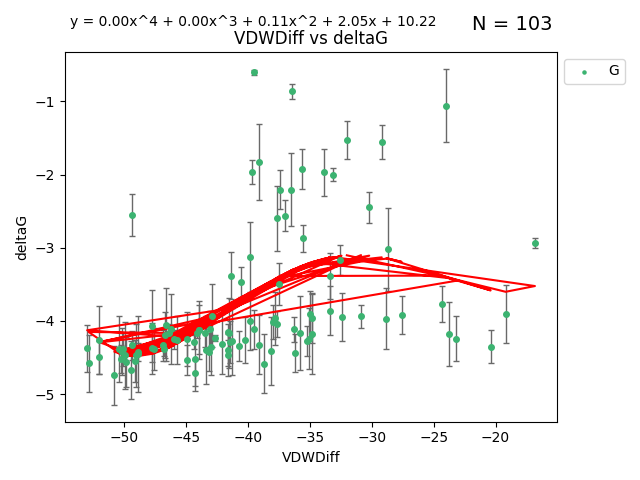 y = 0.00x^4 + 0.00x^3 + 0.11x^2 + 2.05x + 10.22
N = 103
VDWDiff vs deltaG
G
deltaG
−1
−2
−3
−4
−5
−50
−45
−40
−35
−30
−25
−20
VDWDiff